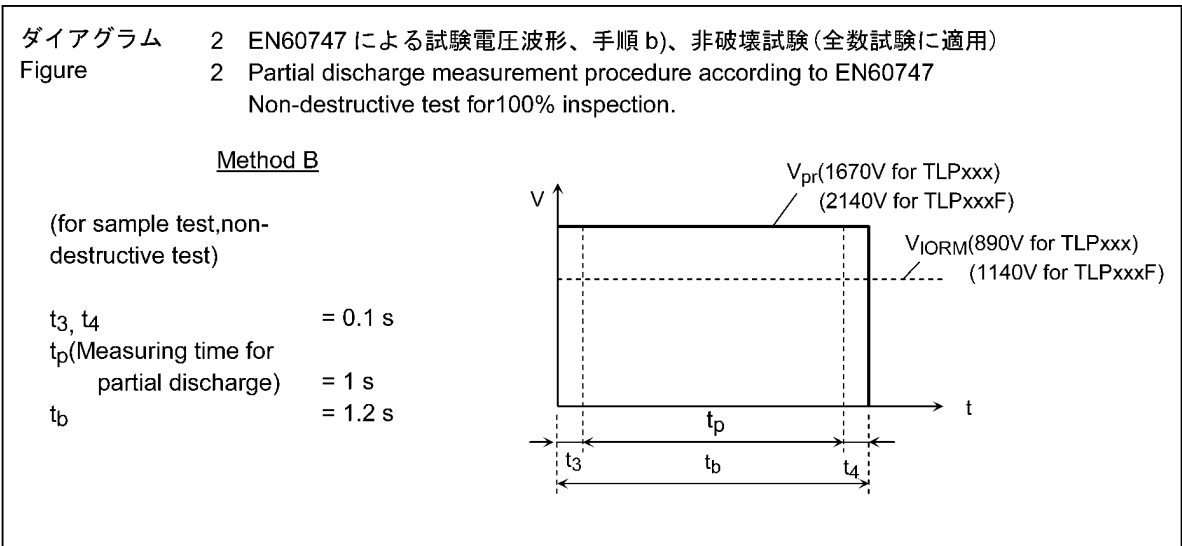 ダイアグラム 2 EN60747 による試験電圧波形、手順 b)、非破壊試験(全数試験に適用)
Figure 2 Partial discharge measurement procedure according to EN60747
Non-destructive test for100% inspection.
Method B
(for sample test,non-
destructive test)
t3, t4 = 0.1 s
tp(Measuring time for
partial discharge) = 1 s
tb = 1.2 s
Vpr(1670V for TLPxxx)
(2140V for TLPxxxF)
V
VIORM(890V for TLPxxx)
(1140V for TLPxxxF)
t
tp
t3 tb t4